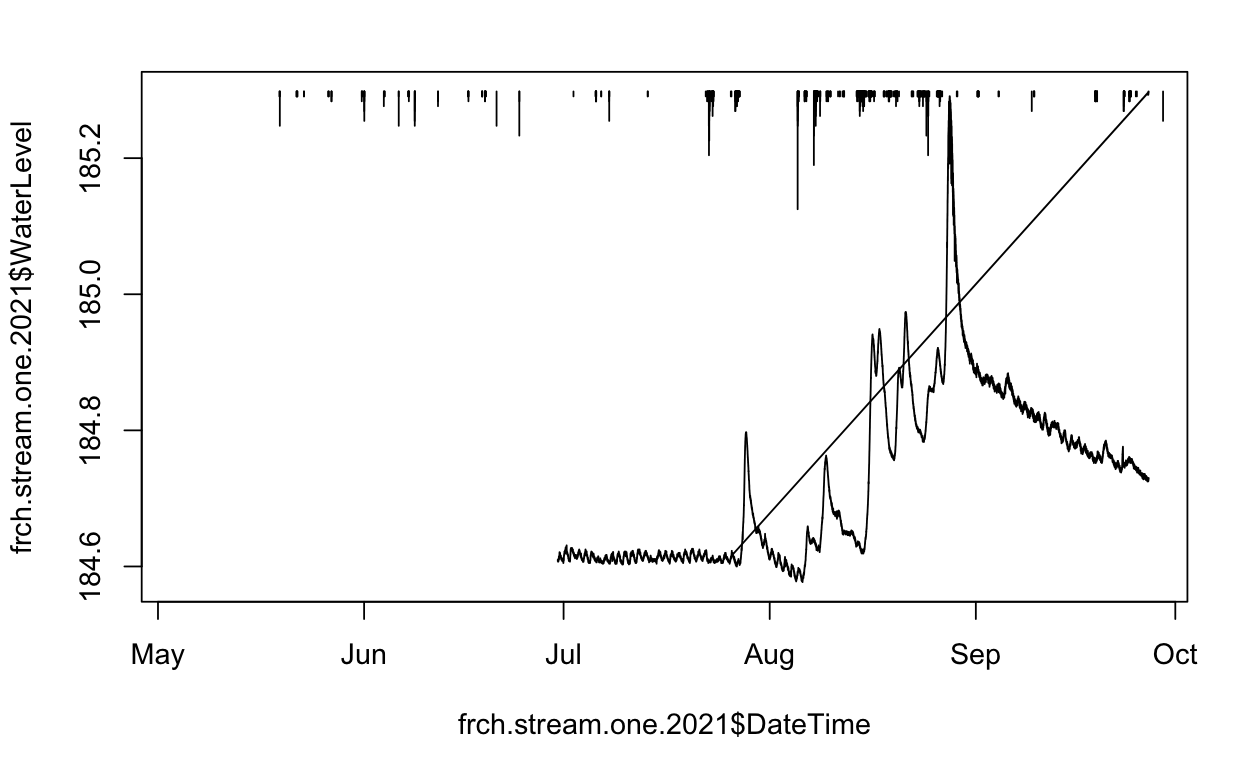 frch.stream.one.2021$WaterLevel
185.2
185.0
184.8
184.6
May Jun Jul Aug Sep Oct
frch.stream.one.2021$DateTime